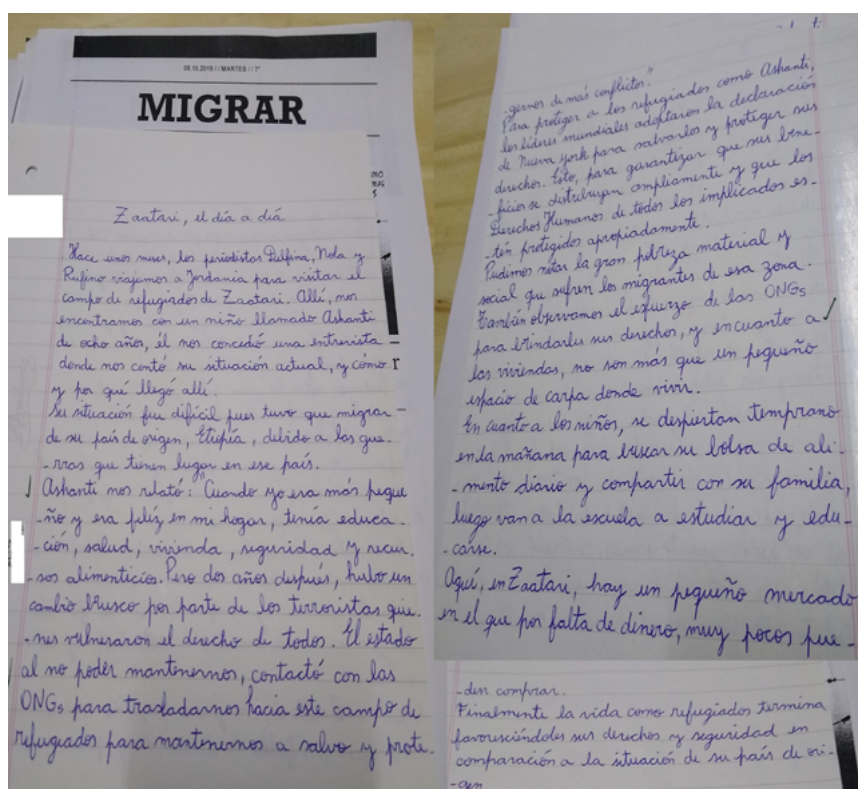 08.10.2019 // MARTES // 7°
MIGRAR
Zaatari, el día a día
Hace unos meses, los periodistas Delfina, Nola y
Rufino viajamos a Jordania para visitar el
campo de refugiados de Zaatari. Allí, nos
encontramos con un niño llamado Ashanti
de ocho años, él nos concedió una entrevista
donde nos contó su situación actual, y cómo
y por qué llegó allí.
Su situación fue difícil pues tuvo que migrar
de su país de origen, Etiopía, debido a las gue-
-rras que tienen lugar en ese país.
Ashanti nos relató: "Cuando yo era más peque
-ño y era felíz en mi hogar, tenía educa-
-ción, salud, vivienda, seguridad y recur-
-sos alimenticios. Pero dos años después, hubo un
cambio brusco por parte de los terroristas quie-
-nes vulneraron el derecho de todos. El estado
al no poder mantenernos, contactó con las
ONGs para trasladarnos hacia este campo de
refugiados para mantenernos a salvo y prote-
-gernos de más conflictos."
Para proteger a los refugiados como Ashanti,
los líderes mundiales adoptaron la declaración
de Nueva York para salvarlos y proteger sus
derechos. Esto, para garantizar que sus bene-
-ficios se distribuyan ampliamente y que los
Derechos Humanos de todos los implicados es-
-tén protegidos apropiadamente.
Pudimos notar la gran pobreza material y
social que sufren los migrantes de esa zona.
También observamos el esfuerzo de las ONGs
para brindarles sus derechos, y en cuanto a
las viviendas, no son más que un pequeño
espacio de carpa donde vivir.
En cuanto a los niños, se despiertan temprano
en la mañana para buscar su bolsa de ali-
-mento diario y compartir con su familia,
luego van a la escuela a estudiar y edu-
-carse.
Aquí, en Zaatari, hay un pequeño mercado
en el que por falta de dinero, muy pocos pue-
-den comprar.
Finalmente la vida como refugiados termina
favoresciéndoles sus derechos y seguridad en
comparación a la situación de su país de ori-
-gen